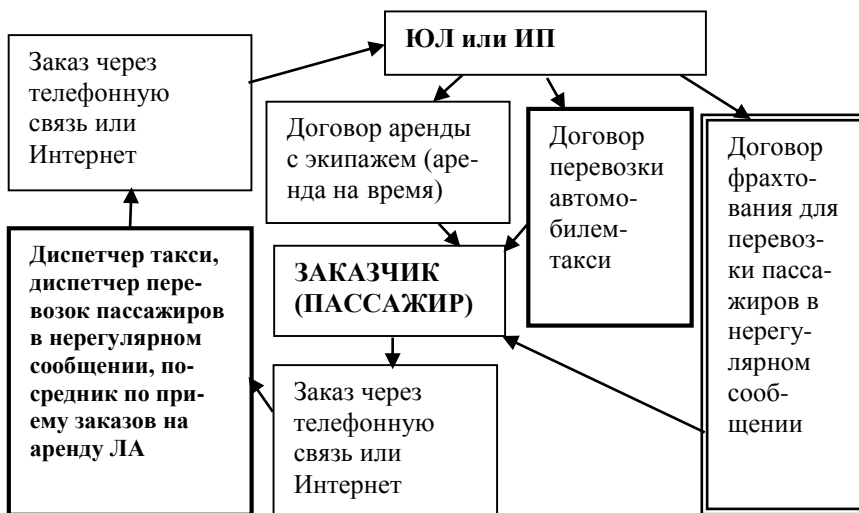 ЮЛ или ИП
Заказ через
телефонную
связь или
Интернет
Договор аренды
с экипажем (аре-
нда на время)
Договор
перевозки
автомо-
билем-
такси
Договор
фрахто-
вания для
перевоз-
ки пасса-
жиров в
нерегу-
лярном
сооб-
щении
Диспетчер такси,
диспетчер пере-
возок пассажиров
в нерегулярном
сообщении, по-
средник по при-
ему заказов на
аренду ЛА
ЗАКАЗЧИК
(ПАССАЖИР)
Заказ через
телефонную
связь или
Интернет